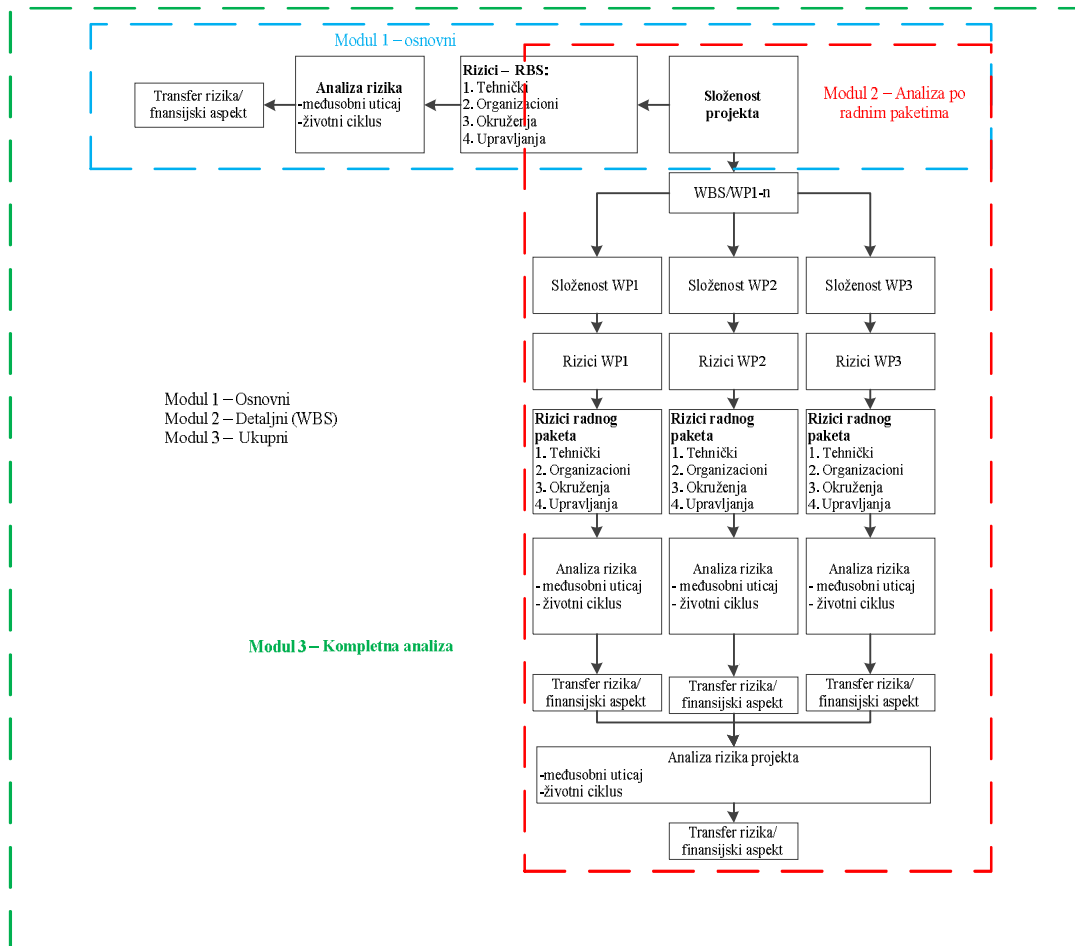 Modul 1 – osnovni
Transfer rizika/
fnansijski aspekt
Analiza rizika
-međusobni uticaj
-životni ciklus
Rizici – RBS:
1. Tehnički
2. Organizacioni
3. Okruženja
4. Upravljanja
Složenost
projekta
Modul 2 – Analiza po
radnim paketima
WBS/WP1-n
Složenost WP1
Složenost WP2
Složenost WP3
Rizici WP1
Rizici WP2
Rizici WP3
Modul 1 – Osnovni
Modul 2 – Detaljni (WBS)
Modul 3 – Ukupni
Rizici radnog
paketa
1. Tehnički
2. Organizacioni
3. Okruženja
4. Upravljanja
Rizici radnog
paketa
1. Tehnički
2. Organizacioni
3. Okruženja
4. Upravljanja
Rizici radnog
paketa
1. Tehnički
2. Organizacioni
3. Okruženja
4. Upravljanja
Analiza rizika
- međusobni uticaj
- životni ciklus
Analiza rizika
- međusobni uticaj
- životni ciklus
Analiza rizika
- međusobni uticaj
- životni ciklus
Modul 3 – Kompletna analiza
Transfer rizika/
finansijski aspekt
Transfer rizika/
finansijski aspekt
Transfer rizika/
finansijski aspekt
Analiza rizika projekta
-međusobni uticaj
-životni ciklus
Transfer rizika/
finansijski aspekt